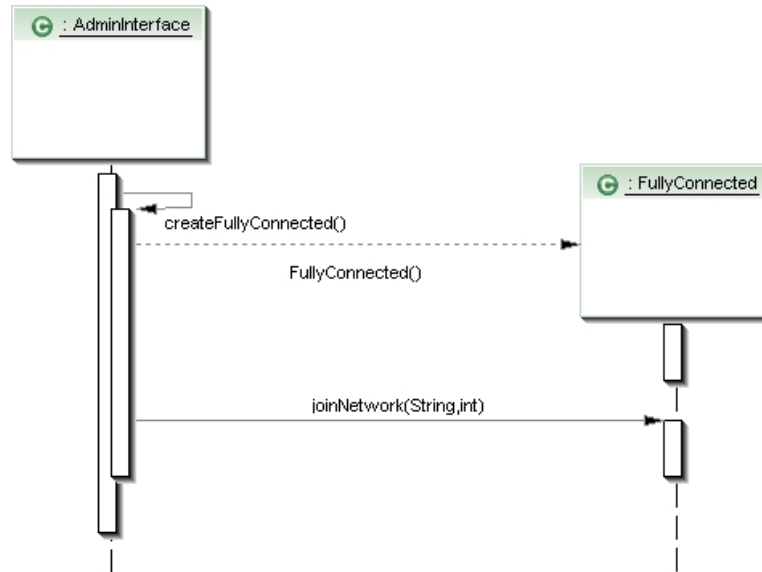 C : AdminInterface
C : FullyConnected
createFullyConnected()
FullyConnected()
joinNetwork(String,int)